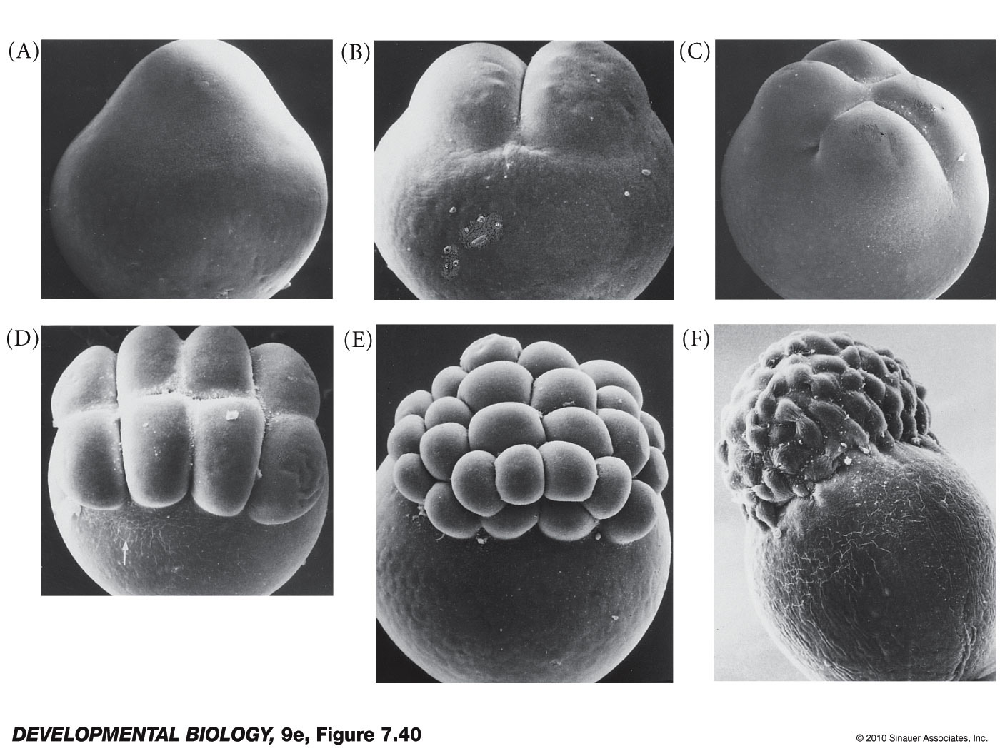 (A)
(B)
(C)
(D)
(E)
(F)
DEVELOPMENTAL BIOLOGY, 9e, Figure 7.40
© 2010 Sinauer Associates, Inc.